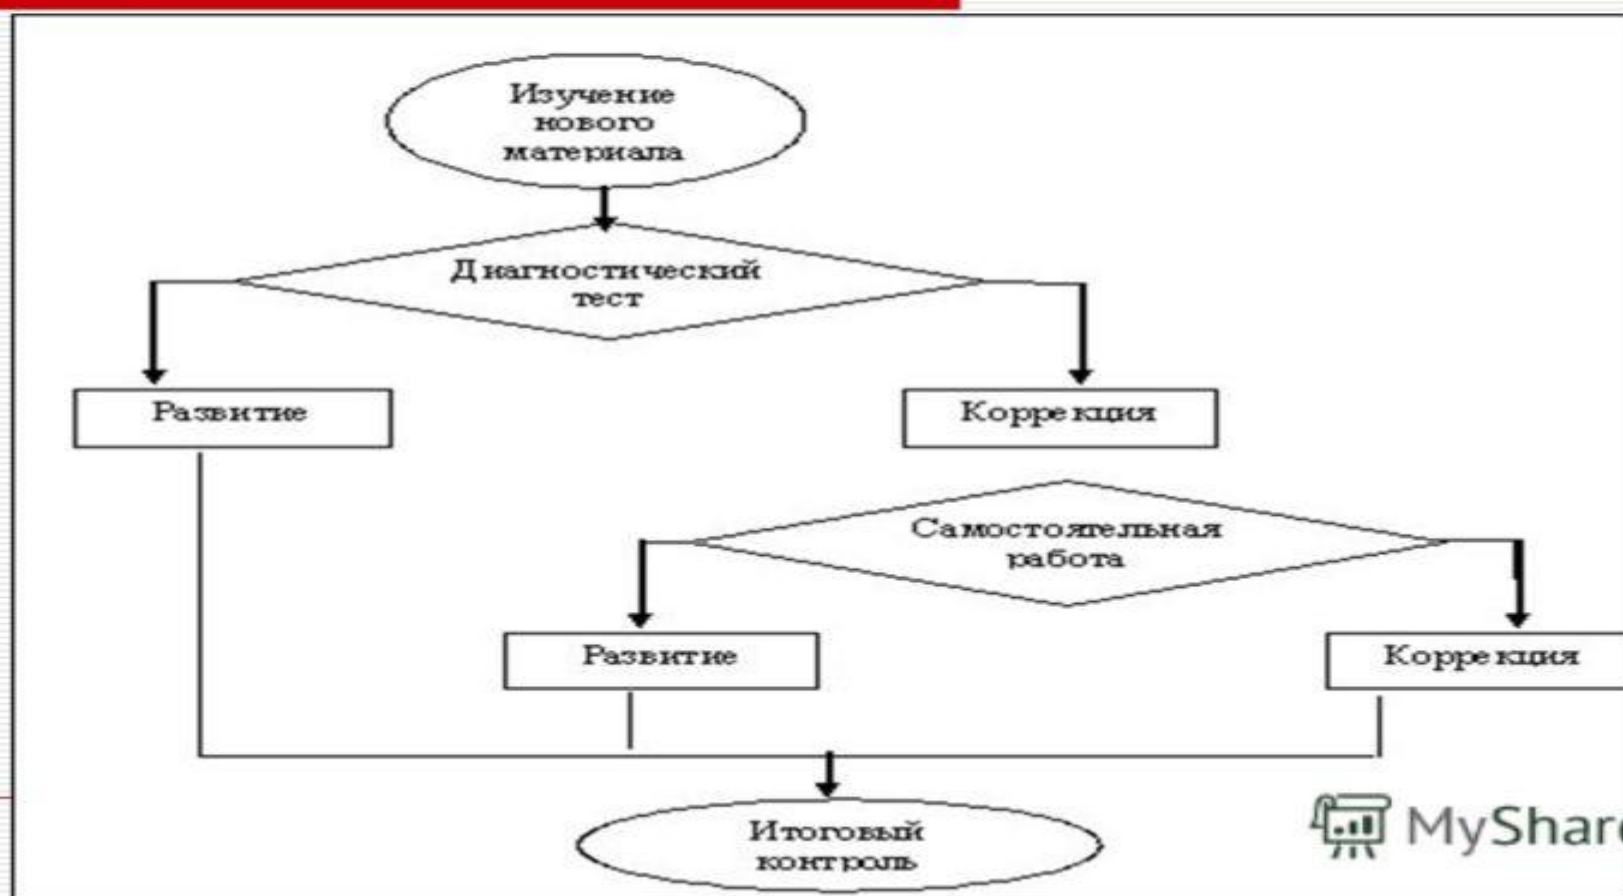 Изучение
нового
материала
Диагностический
тест
Развитие
Коррекция
Самостоятельная
работа
Развитие
Коррекция
Итоговый
контроль
MyShare